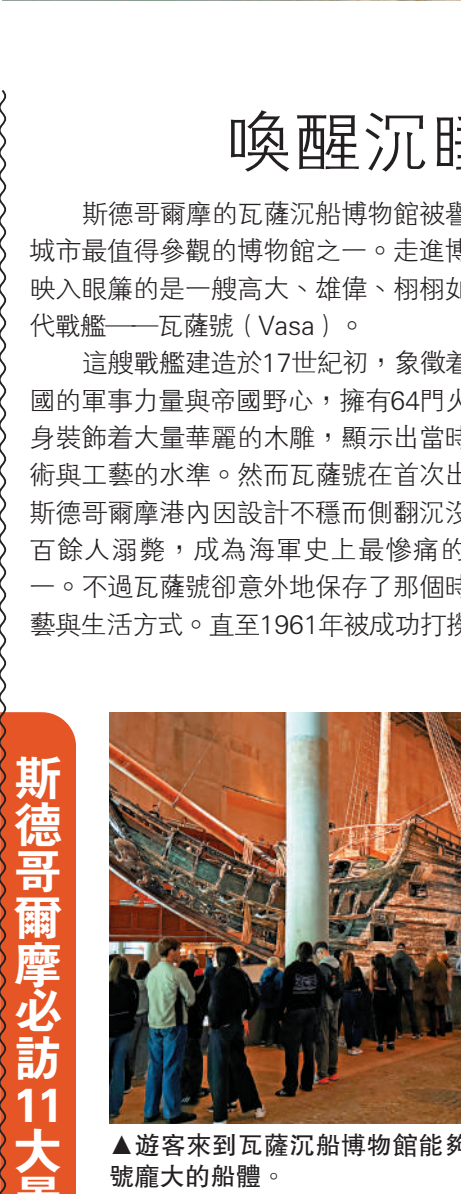 喚醒沉
斯德哥爾摩的瓦薩沉船博物館被
城市最值得參觀的博物館之一。走進博
映入眼簾的是一艘高大、雄偉、栩栩如
代戰艦——瓦薩號（Vasa）。
這艘戰艦建造於17世紀初，象徵着
國的軍事力量與帝國野心，擁有64門火
身裝飾着大量華麗的木雕，顯示出當時
術與工藝的水準。然而瓦薩號在首次出
斯德哥爾摩港內因設計不穩而側翻沉沒
百餘人溺斃，成為海軍史上最慘痛的
一。不過瓦薩號卻意外地保存了那個時
藝與生活方式。直至1961年被成功打撈
斯德哥爾摩必訪11大
▲遊客來到瓦薩沉船博物館能夠
號龐大的船體。